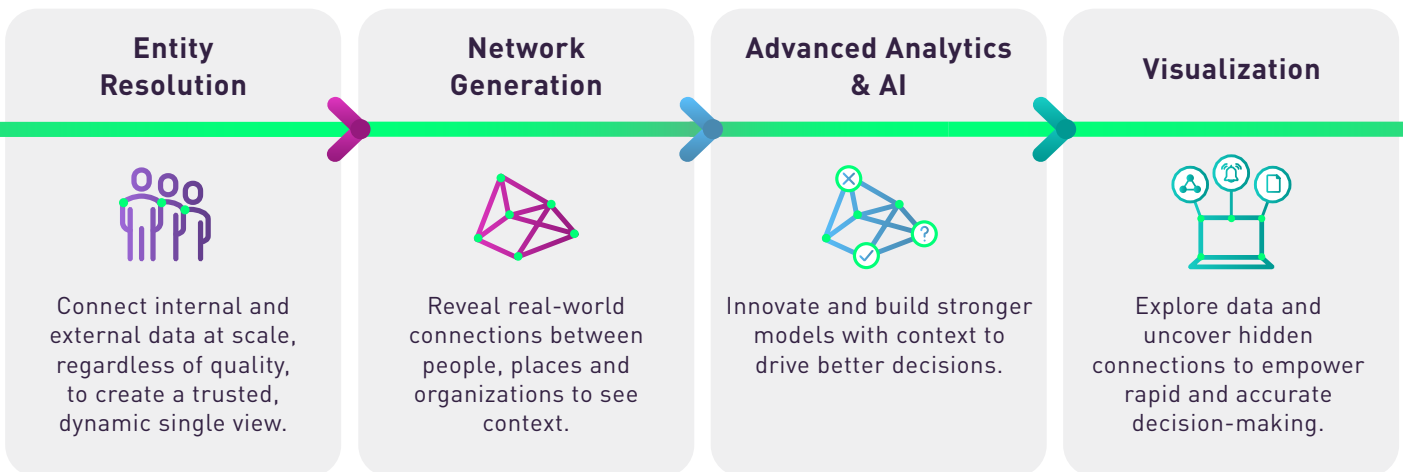 Entity
Resolution
Connect internal and
external data at scale,
regardless of quality,
to create a trusted,
dynamic single view.
Network
Generation
Reveal real-world
connections between
people, places and
organizations to see
context.
Advanced Analytics
& AI
?
Innovate and build stronger
models with context to
drive better decisions.
Visualization
Explore data and
uncover hidden
connections to empower
rapid and accurate
decision-making.